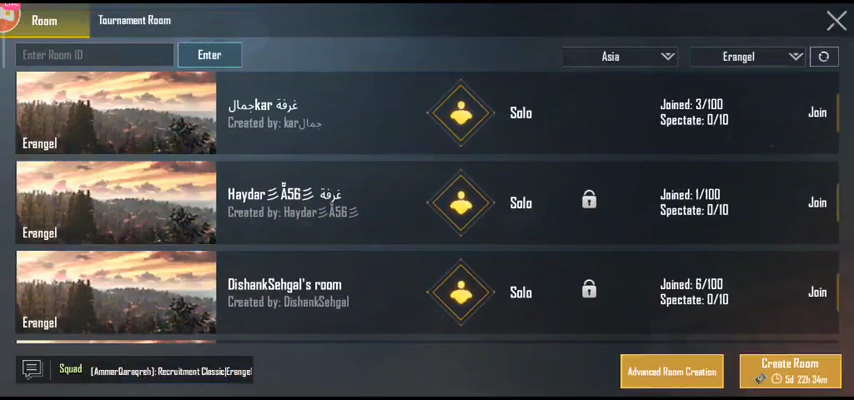 LIVE
Room
Tournament Room
Enter Room ID
Enter
Asia
Erangel
غرفة karجمال
Created by: karجمال
Erangel
Solo
Joined: 3/100
Spectate: 0/10
Join
Haydar彡Å56彡 غرفة
Created by: Haydar彡Å56彡
Erangel
Solo
Joined: 1/100
Spectate: 0/10
Join
DishankSehgal's room
Created by: DishankSehgal
Erangel
Solo
Joined: 6/100
Spectate: 0/10
Join
Squad
[AmmerQaraqreh]: Recruitment Classic|Erangel
Advanced Room Creation
Create Room
5d 22h 34m